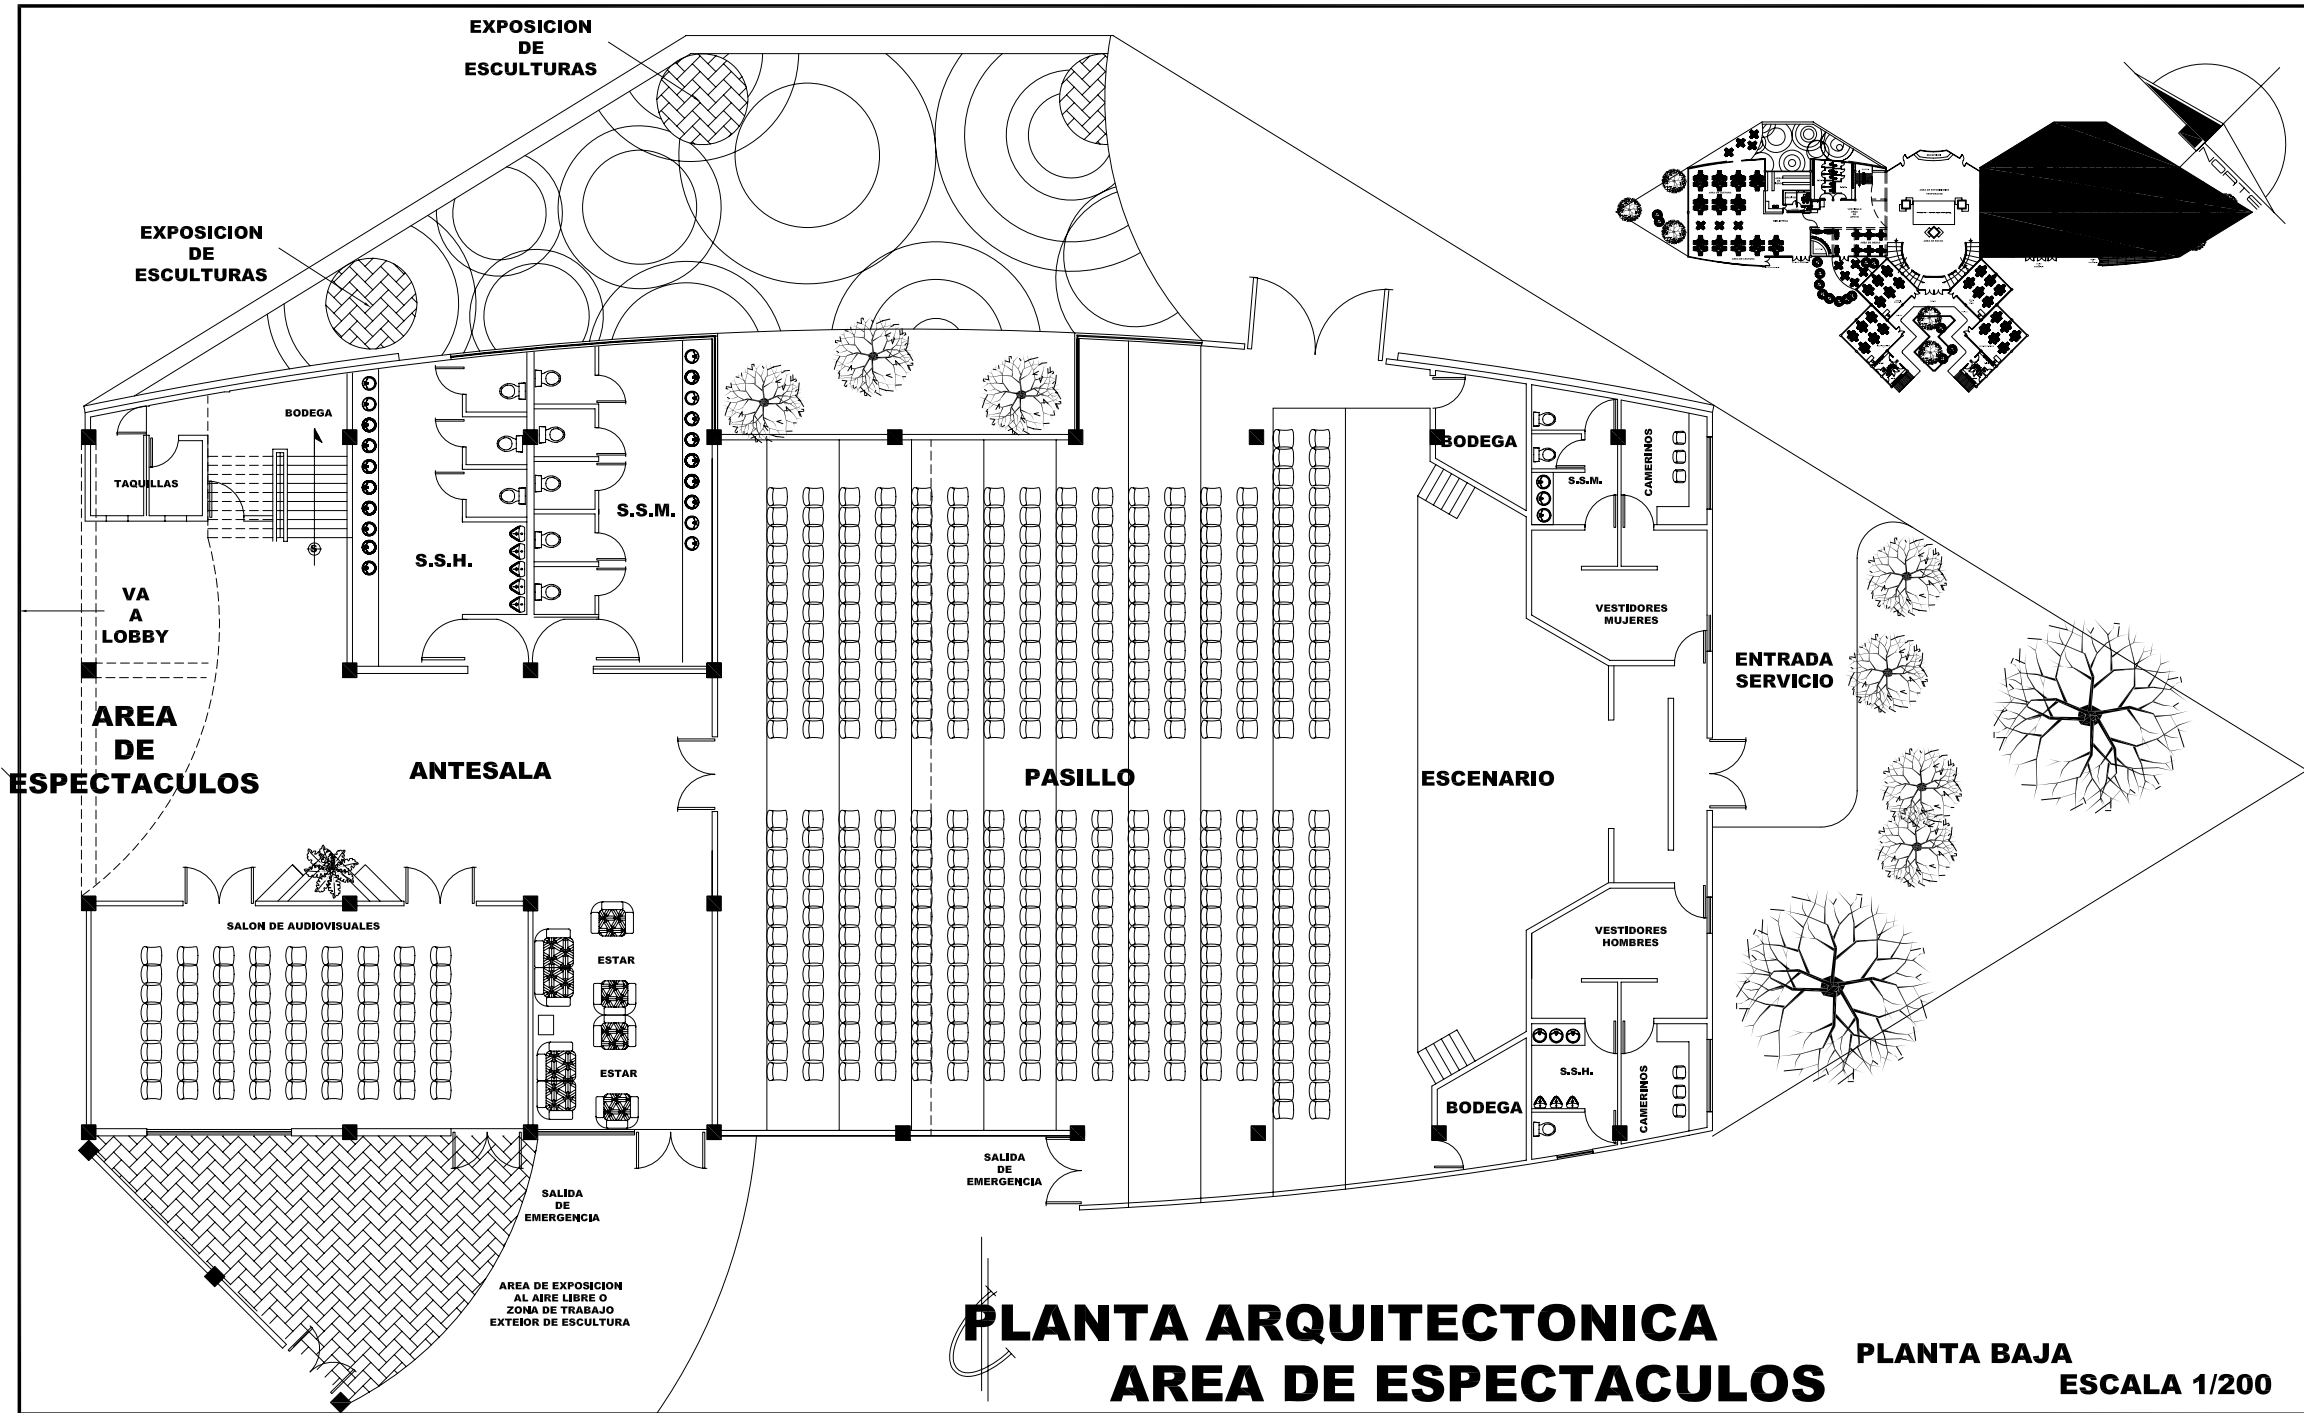 EXPOSICION
DE
ESCULTURAS
EXPOSICION
DE
ESCULTURAS
NORTE
BODEGA
TAQUILLAS
S.S.H.
S.S.M.
VA
A
LOBBY
AREA
DE
ESPECTACULOS
ANTESALA
PASILLO
ESCENARIO
BODEGA
S.S.M.
CAMERINOS
VESTIDORES
MUJERES
ENTRADA
SERVICIO
VESTIDORES
HOMBRES
S.S.H.
CAMERINOS
BODEGA
SALON DE AUDIOVISUALES
ESTAR
ESTAR
SALIDA
DE
EMERGENCIA
SALIDA
DE
EMERGENCIA
AREA DE EXPOSICION
AL AIRE LIBRE O
ZONA DE TRABAJO
EXTEIOR DE ESCULTURA
PLANTA ARQUITECTONICA
AREA DE ESPECTACULOS
PLANTA BAJA
ESCALA 1/200